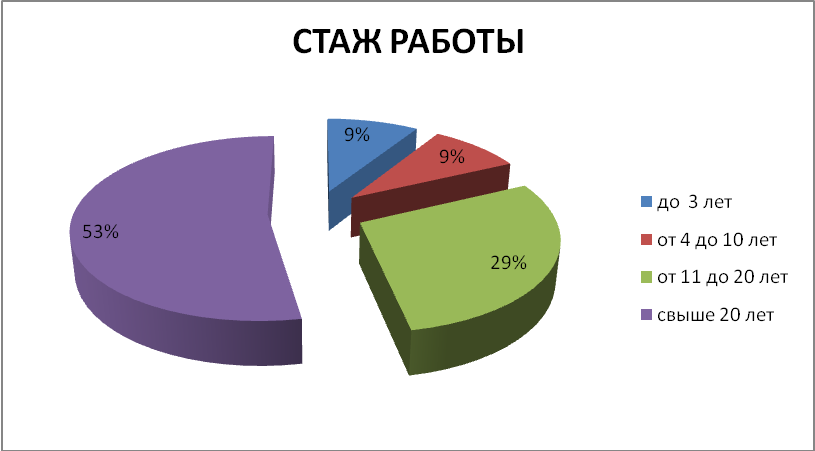 СТАЖ РАБОТЫ
9%
9%
53%
29%
до  3 лет
от 4 до 10 лет
от 11 до 20 лет
свыше 20 лет